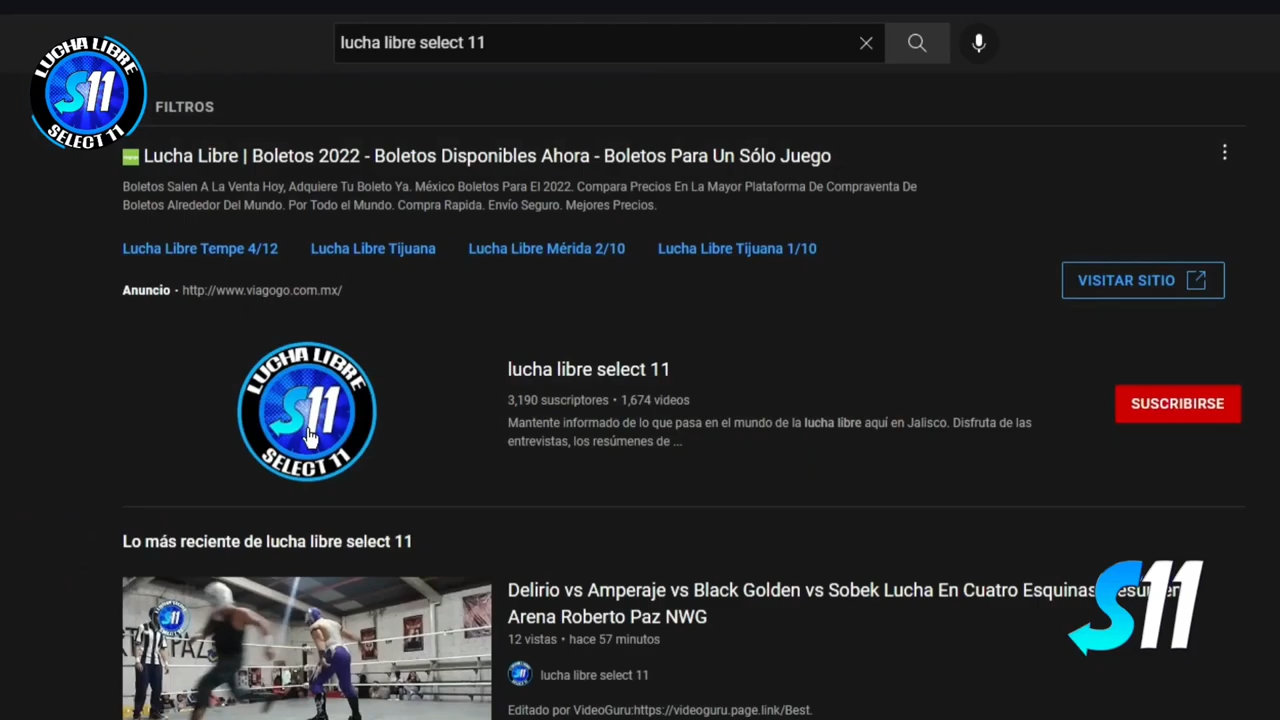 lucha libre select 11
LUCHA LIBRE
S11
SELECT 11
FILTROS
Lucha Libre | Boletos 2022 - Boletos Disponibles Ahora - Boletos Para Un Sólo Juego
Boletos Salen A La Venta Hoy, Adquiere Tu Boleto Ya. México Boletos Para El 2022. Compara Precios En La Mayor Plataforma De Compraventa De
Boletos Alrededor Del Mundo. Por Todo el Mundo. Compra Rapida. Envío Seguro. Mejores Precios.
Lucha Libre Tempe 4/12 Lucha Libre Tijuana Lucha Libre Mérida 2/10 Lucha Libre Tijuana 1/10
VISITAR SITIO
Anuncio · http://www.viagogo.com.mx/
LUCHA LIBRE
S11
SELECT 11
lucha libre select 11
3,190 suscriptores • 1,674 videos
SUSCRIBIRSE
Mantente informado de lo que pasa en el mundo de la lucha libre aquí en Jalisco. Disfruta de las
entrevistas, los resúmenes de ...
Lo más reciente de lucha libre select 11
Delirio vs Amperaje vs Black Golden vs Sobek Lucha En Cuatro Esquinas
Arena Roberto Paz NWG
S11
12 vistas • hace 57 minutos
lucha libre select 11
Editado por VideoGuru:https://videoguru.page.link/Best.